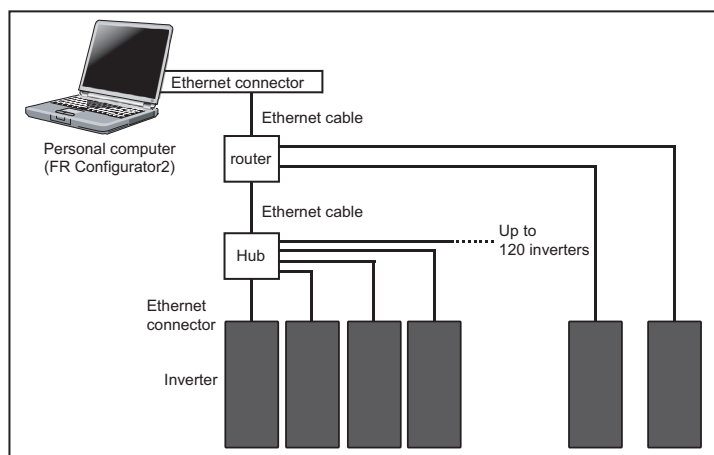 Ethernet connector
Ethernet cable
Personal computer
(FR Configurator2)
router
Ethernet cable
Up to
120 inverters
Hub
Ethernet
connector
Inverter